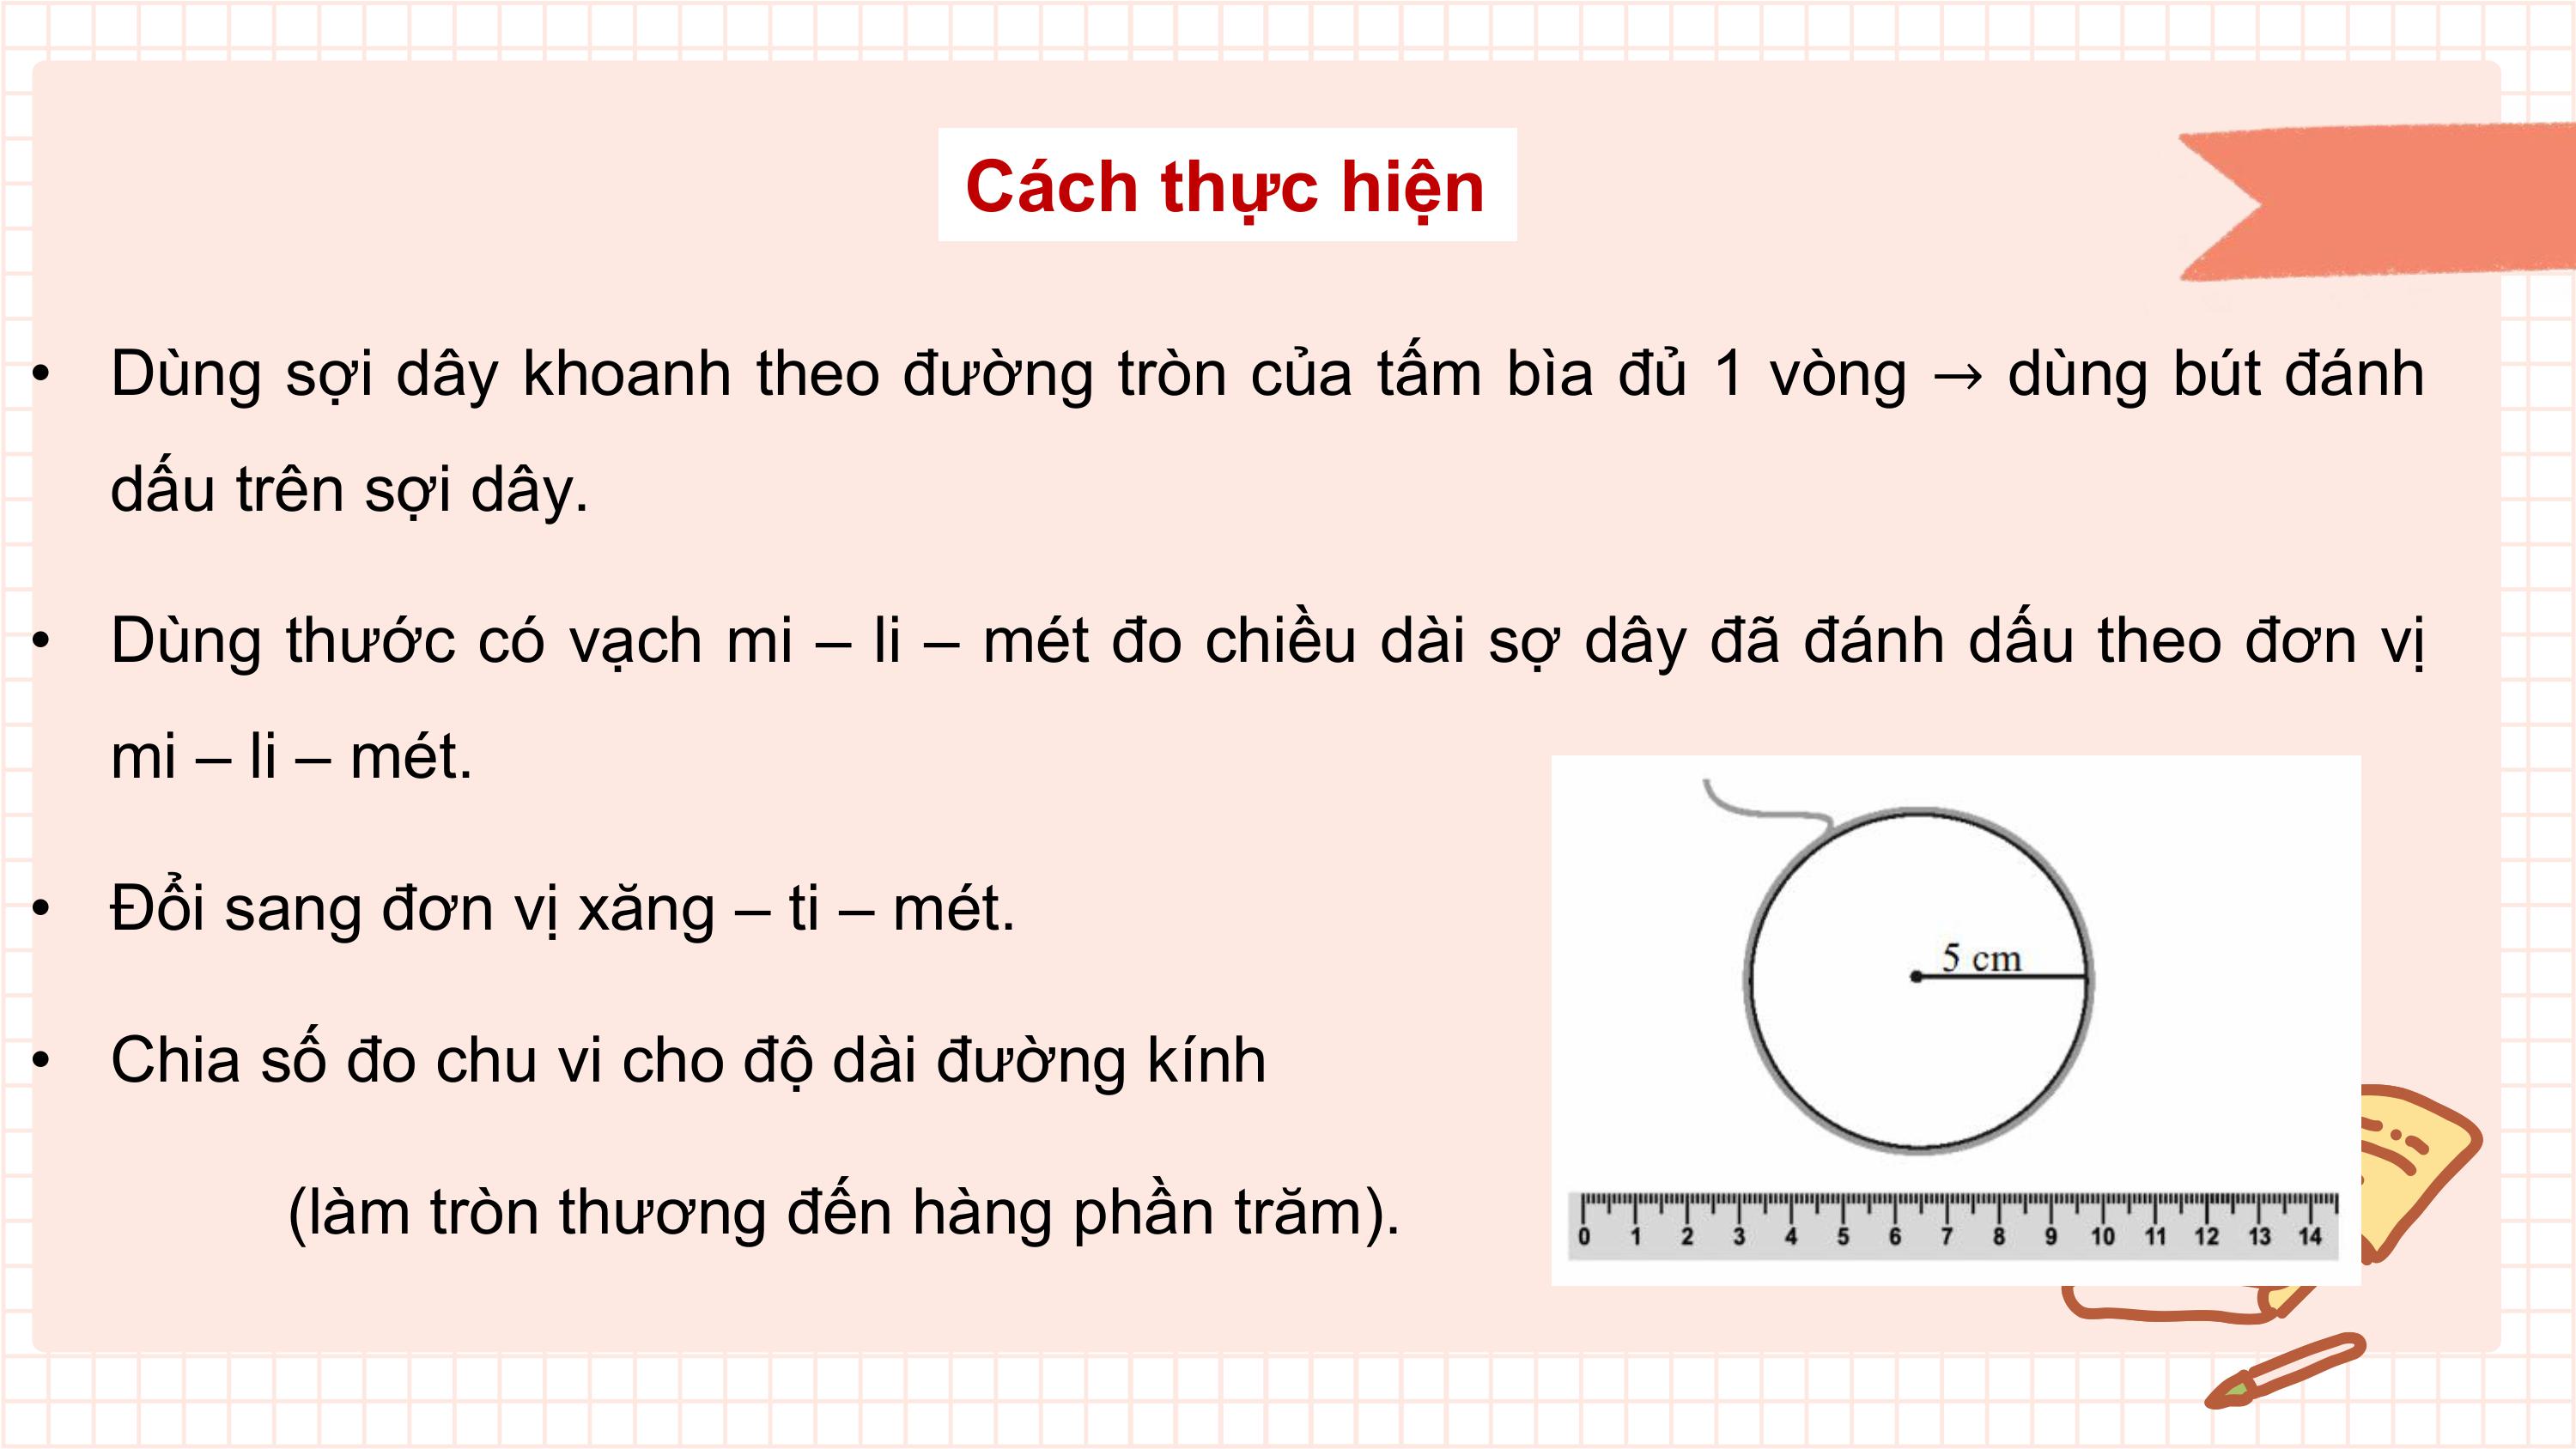 Cách thực hiện
• Dùng sợi dây khoanh theo đường tròn của tấm bìa đủ 1 vòng → dùng bút đánh
dấu trên sợi dây.
• Dùng thước có vạch mi – li – mét đo chiều dài sợ dây đã đánh dấu theo đơn vị
mi – li – mét.
• Đổi sang đơn vị xăng – ti – mét.
• Chia số đo chu vi cho độ dài đường kính
(làm tròn thương đến hàng phần trăm).
5 cm
0 1 2 3 4 5 6 7 8 9 10 11 12 13 14